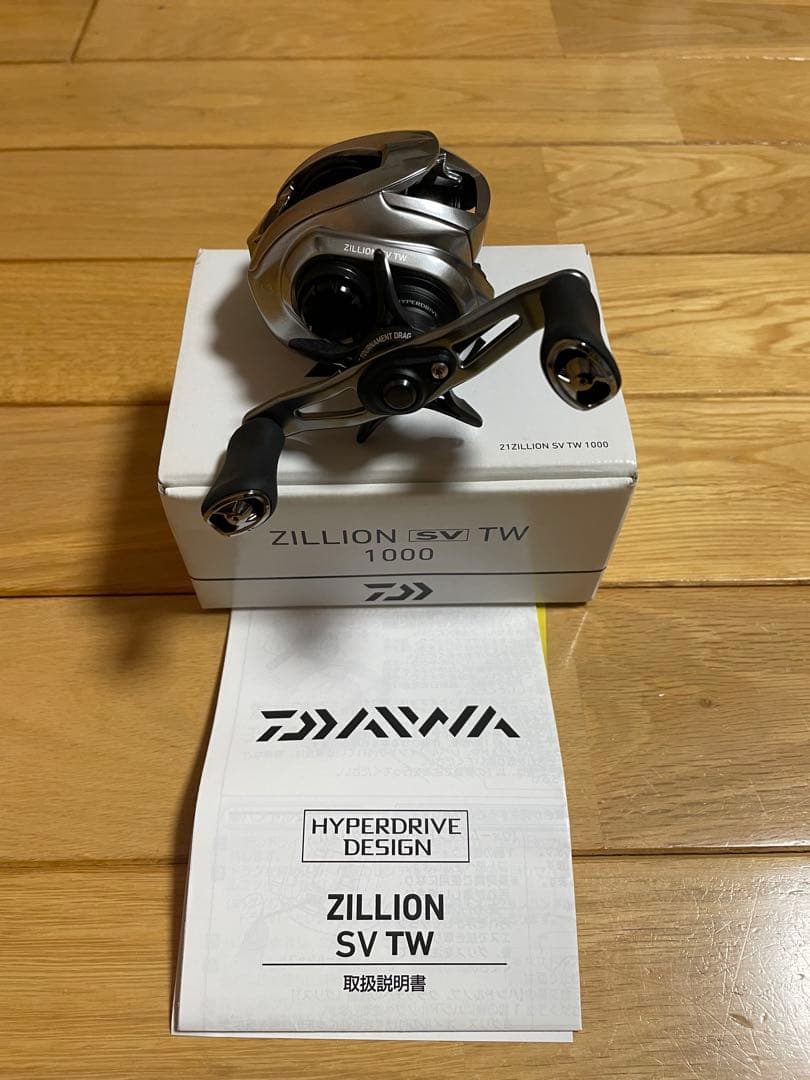 ZILLION SV TW
HYPERDRIVE
TOURNAMENT DRAG
21ZILLION SV TW 1000
ZILLION SV TW
1000
DAIWA
HYPERDRIVE
DESIGN
ZILLION
SV TW
取扱説明書